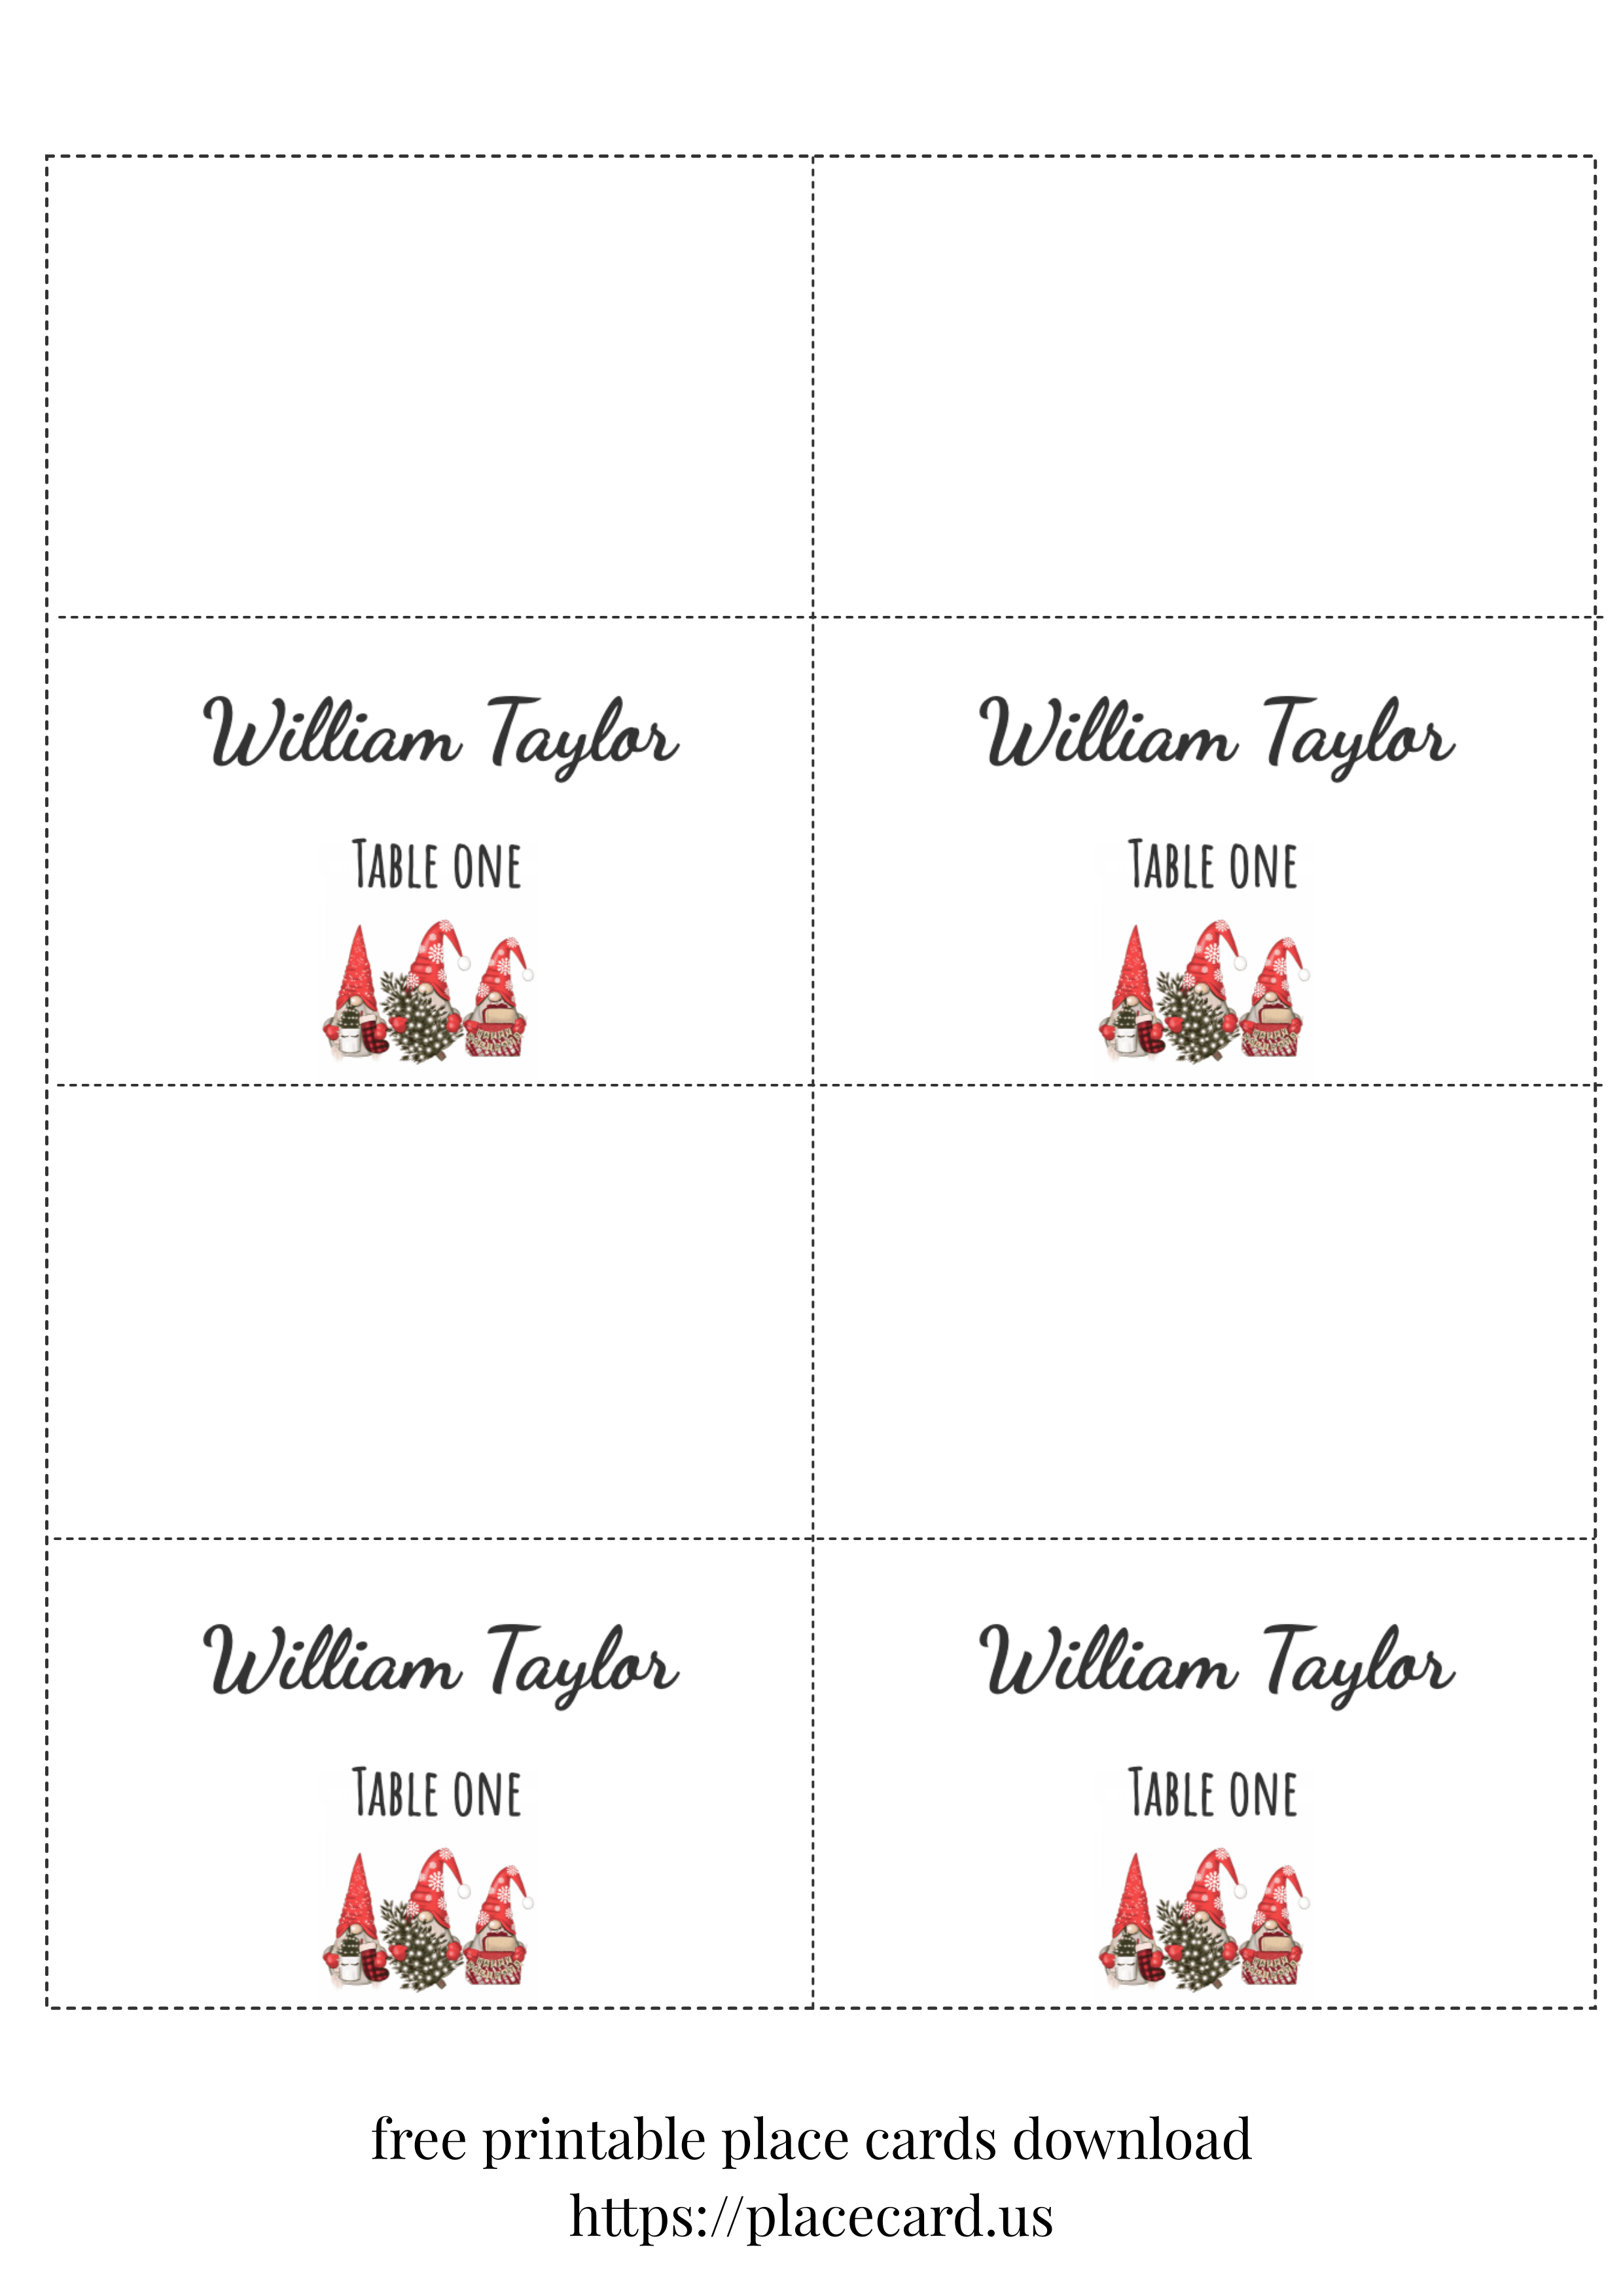 William Taylor William Taylor
Table one Table one
William Taylor William Taylor
Table one Table one
free printable place cards download
https://placecard.us